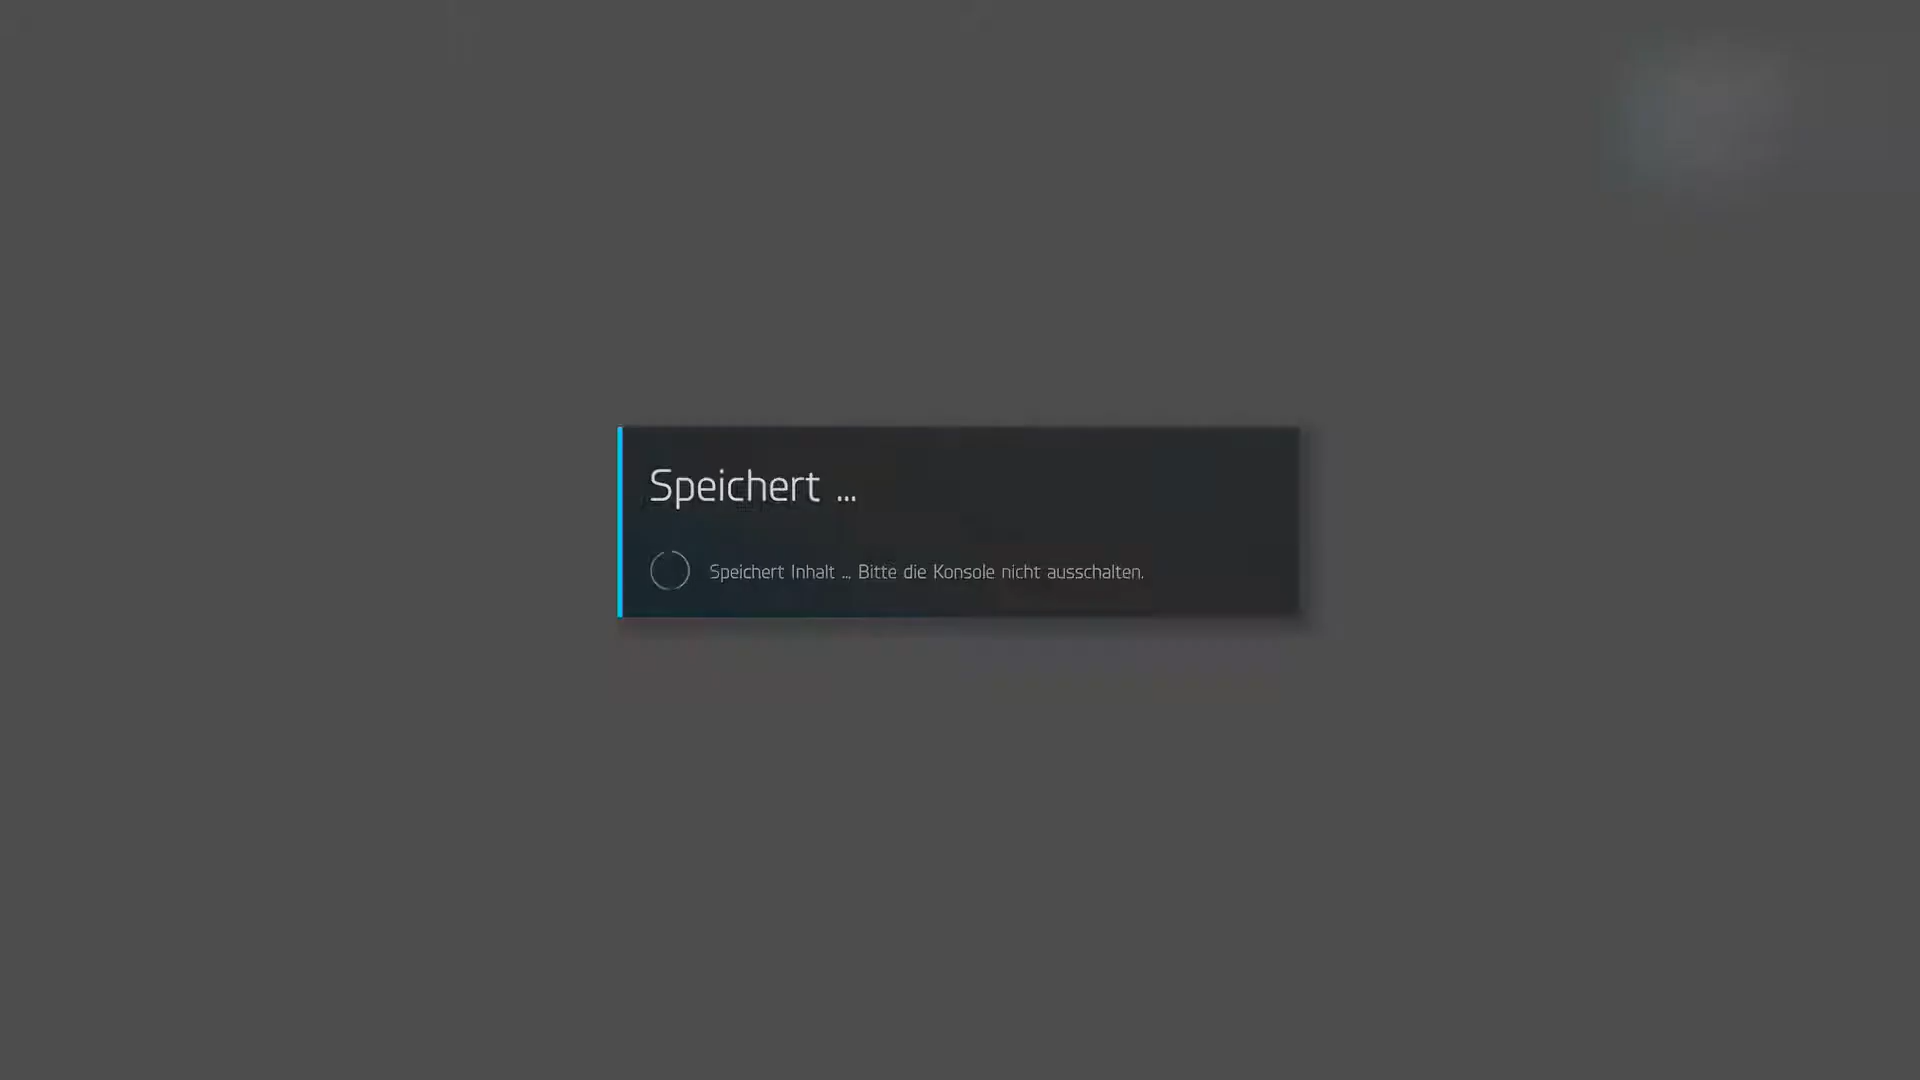 Speichert ...
Speichert Inhalt ... Bitte die Konsole nicht ausschalten.